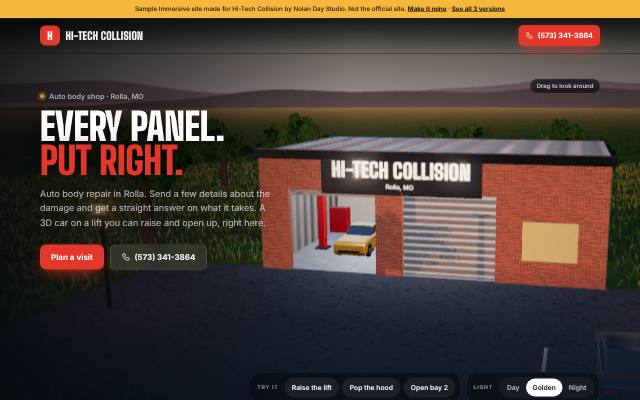 Sample Immersive site made for Hi-Tech Collision by Nolan Day Studio. Not the official site. Make it mine · See all 3 versions
H HI-TECH COLLISION
(573) 341-3864
Drag to look around
Auto body shop · Rolla, MO
EVERY PANEL.
PUT RIGHT.
HI-TECH COLLISION
Rolla, MO
Auto body repair in Rolla. Send a few details about the
damage and get a straight answer on what it takes. A
3D car on a lift you can raise and open up, right here.
Plan a visit
(573) 341-3864
TRY IT Raise the lift Pop the hood Open bay 2
LIGHT Day Golden Night